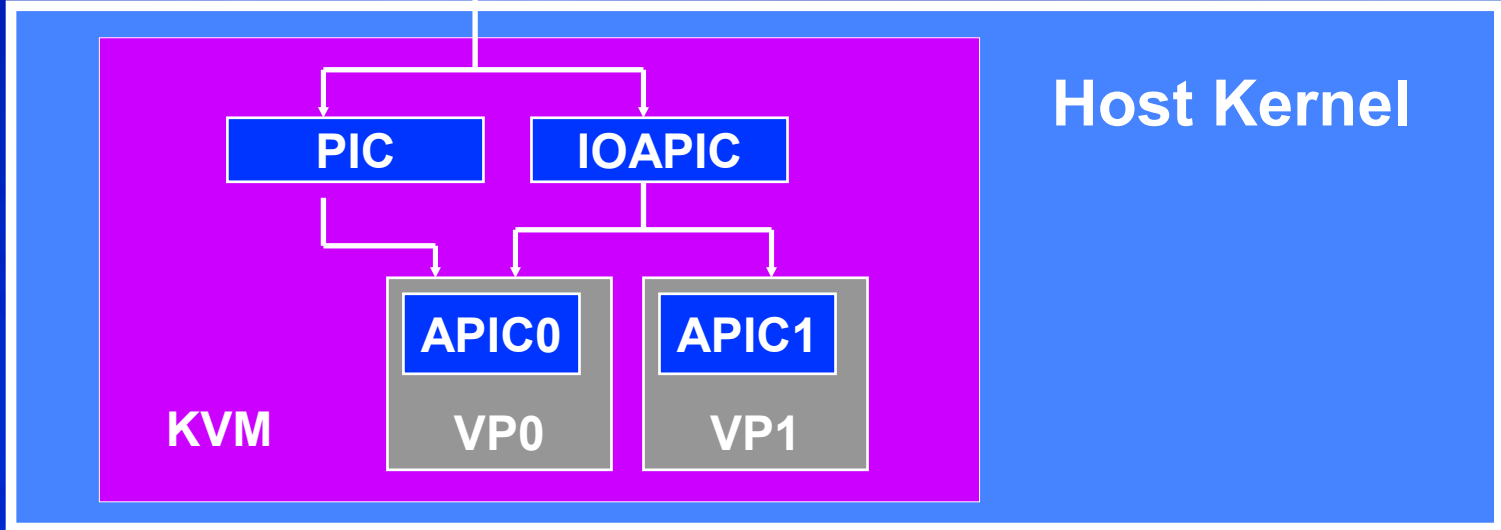 Host Kernel
PIC
IOAPIC
APIC0
APIC1
KVM
VP0
VP1